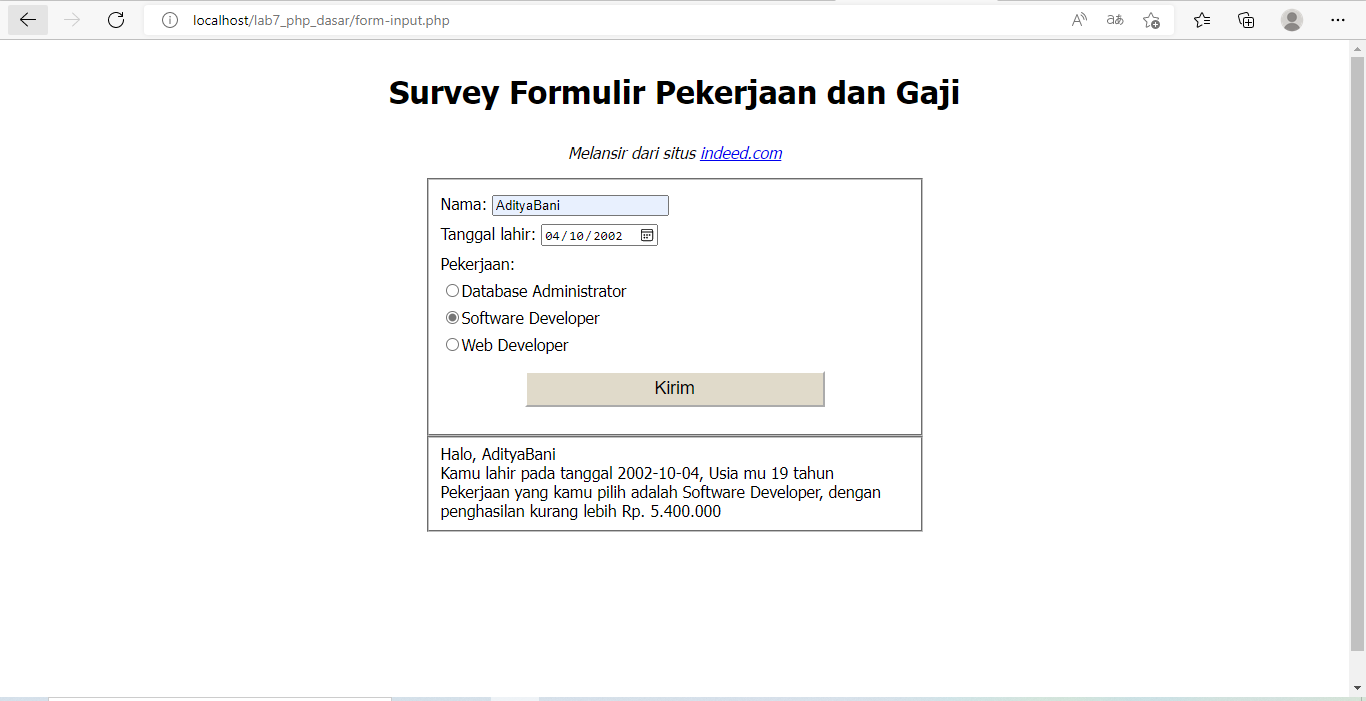 localhost/lab7_php_dasar/form-input.php
Survey Formulir Pekerjaan dan Gaji
Melansir dari situs indeed.com
Nama: AdityaBani
Tanggal lahir: 04/10/2002
Pekerjaan:
Database Administrator
Software Developer
Web Developer
Kirim
Halo, AdityaBani
Kamu lahir pada tanggal 2002-10-04, Usia mu 19 tahun
Pekerjaan yang kamu pilih adalah Software Developer, dengan
penghasilan kurang lebih Rp. 5.400.000